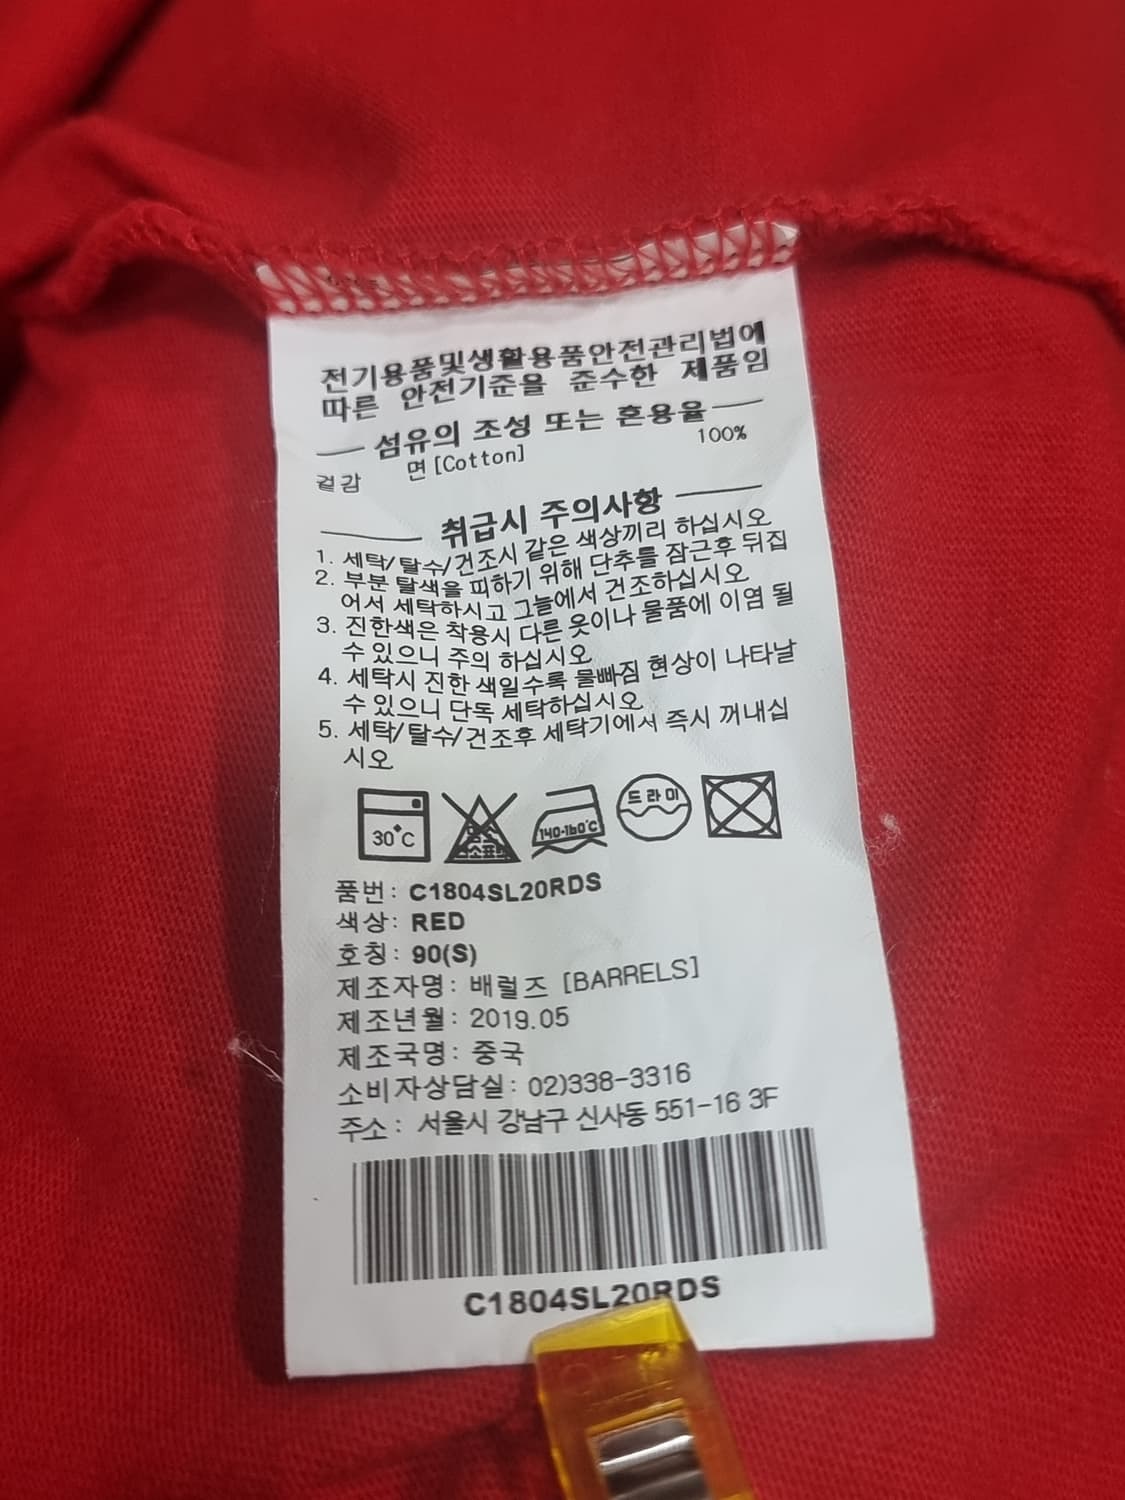 전기용품및생활용품안전관리법에
따른 안전기준을 준수한 제품임
섬유의 조성 또는 혼용율
겉감 면[Cotton] 100%
취급시 주의사항
1. 세탁/탈수/건조시 같은 색상끼리 하십시오
2. 부분 탈색을 피하기 위해 단추를 잠근후 뒤집
어서 세탁하시고 그늘에서 건조하십시오
3. 진한색은 착용시 다른 옷이나 물품에 이염 될
수 있으니 주의 하십시오
4. 세탁시 진한 색일수록 물빠짐 현상이 나타날
수 있으니 단독 세탁하십시오
5. 세탁/탈수/건조후 세탁기에서 즉시 꺼내십
시오
30°C 140-160°C 드라이
품번: C1804SL20RDS
색상: RED
호칭: 90(S)
제조자명: 배럴즈 [BARRELS]
제조년월: 2019.05
제조국명: 중국
소비자상담실: 02)338-3316
주소: 서울시 강남구 신사동 551-16 3F
C1804SL20RDS